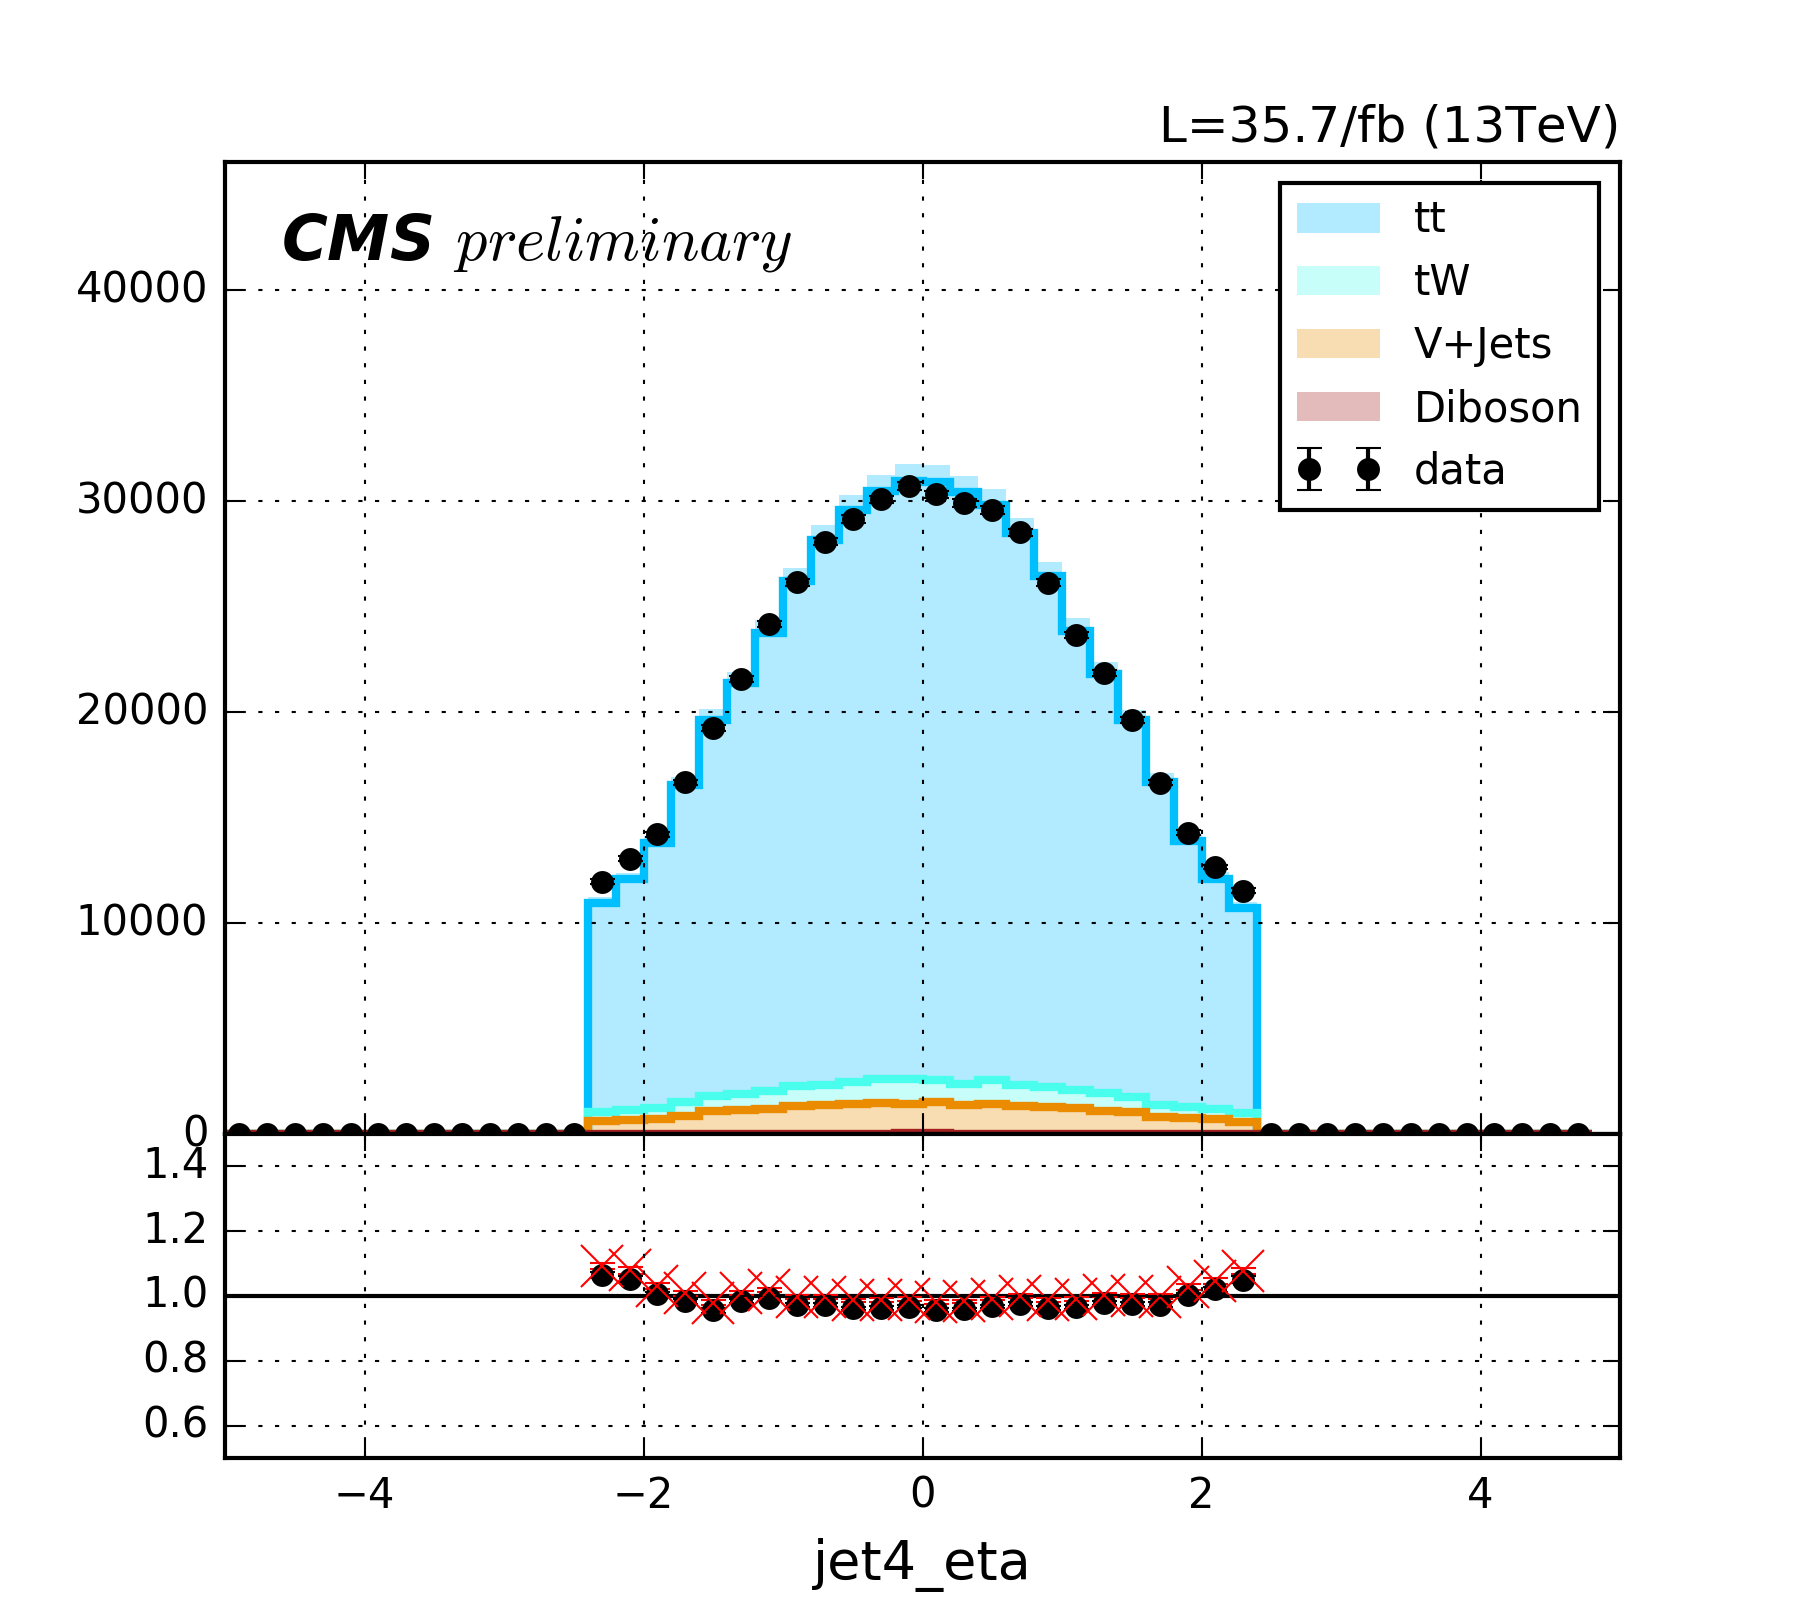 L=35.7/fb (13TeV)
CMS preliminary
tt
tW
V+Jets
Diboson
data
40000
30000
20000
10000
0
1.4
1.2
1.0
0.8
0.6
−4 −2 0 2 4
jet4_eta